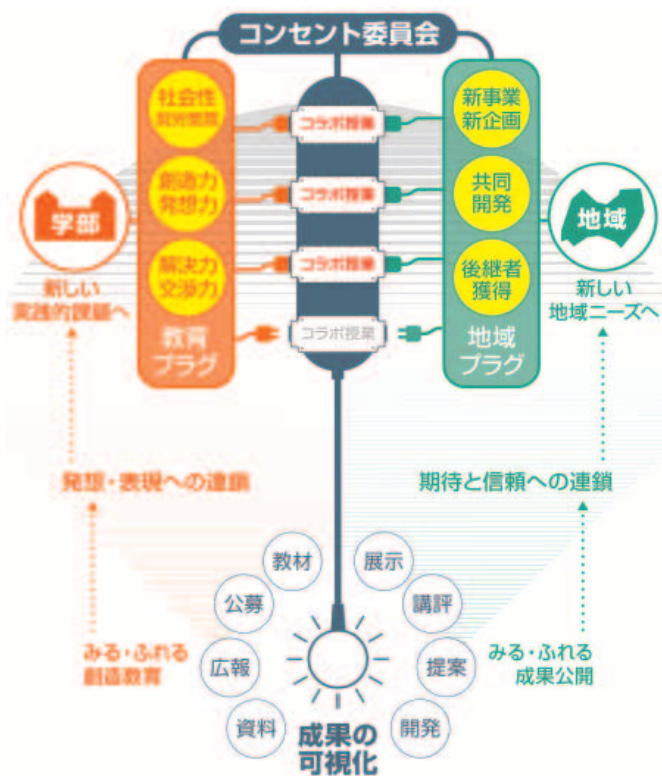 コンセント委員会
社会性
就労意識
創造力
発想力
解決力
交渉力
教育
プラグ
コラボ授業
コラボ授業
コラボ授業
コラボ授業
新事業
新企画
共同
開発
後継者
獲得
地域
プラグ
学部
新しい
実践的課題へ
地域
新しい
地域ニーズへ
発想・表現への連鎖
期待と信頼への連鎖
みる・ふれる
創造教育
みる・ふれる
成果公開
教材
公募
広報
資料
展示
講評
提案
開発
成果の
可視化